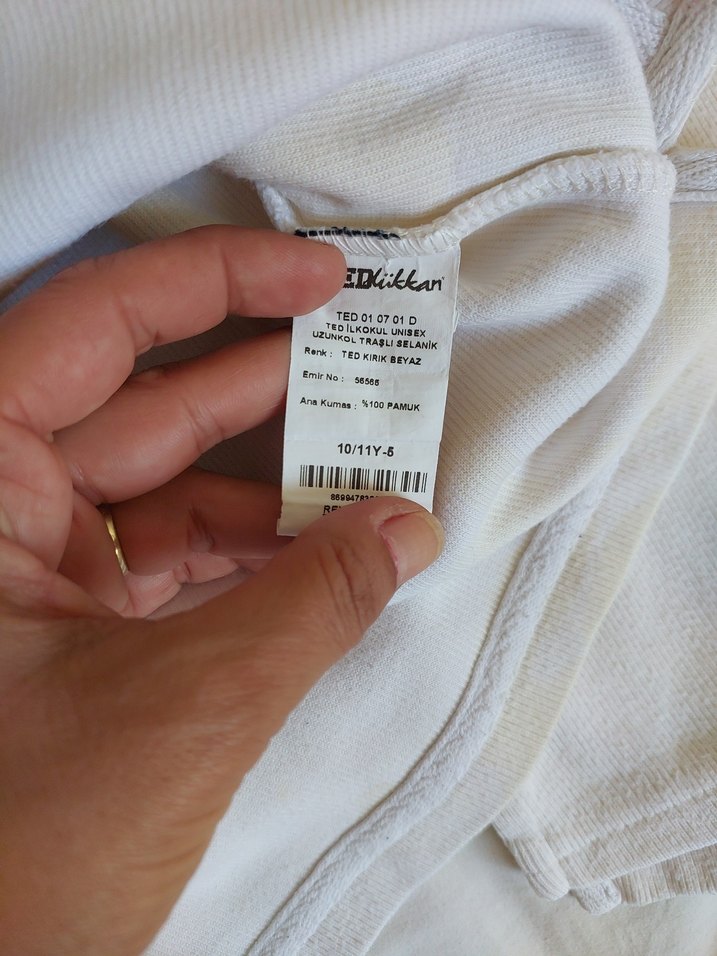 EDükkan
TED 01 07 01 D
TED İLKOKUL UNISEX
UZUNKOL TRAŞLI SELANİK
Renk : TED KIRIK BEYAZ
Emir No : 56565
Ana Kumas : %100 PAMUK
10/11Y-5